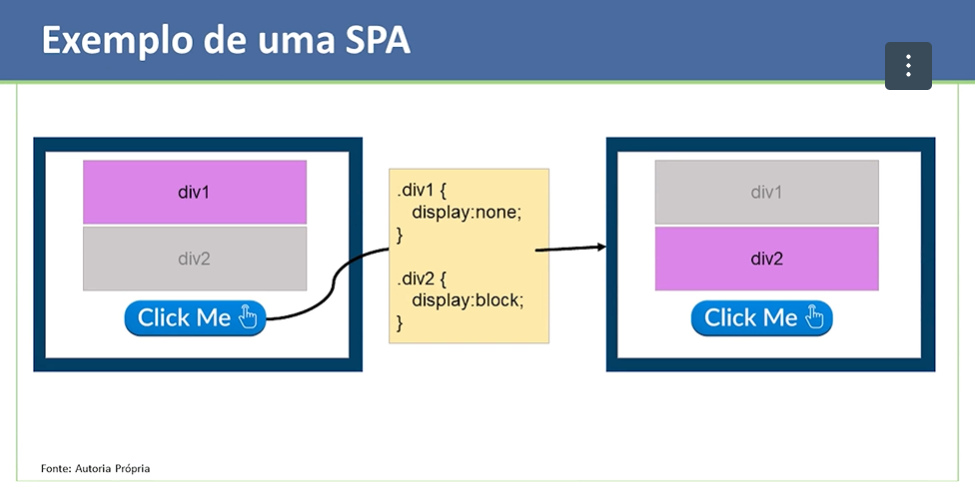 Exemplo de uma SPA
div1
div2
Click Me
.div1 {
display:none;
}
.div2 {
display:block;
}
div1
div2
Click Me
Fonte: Autoria Própria